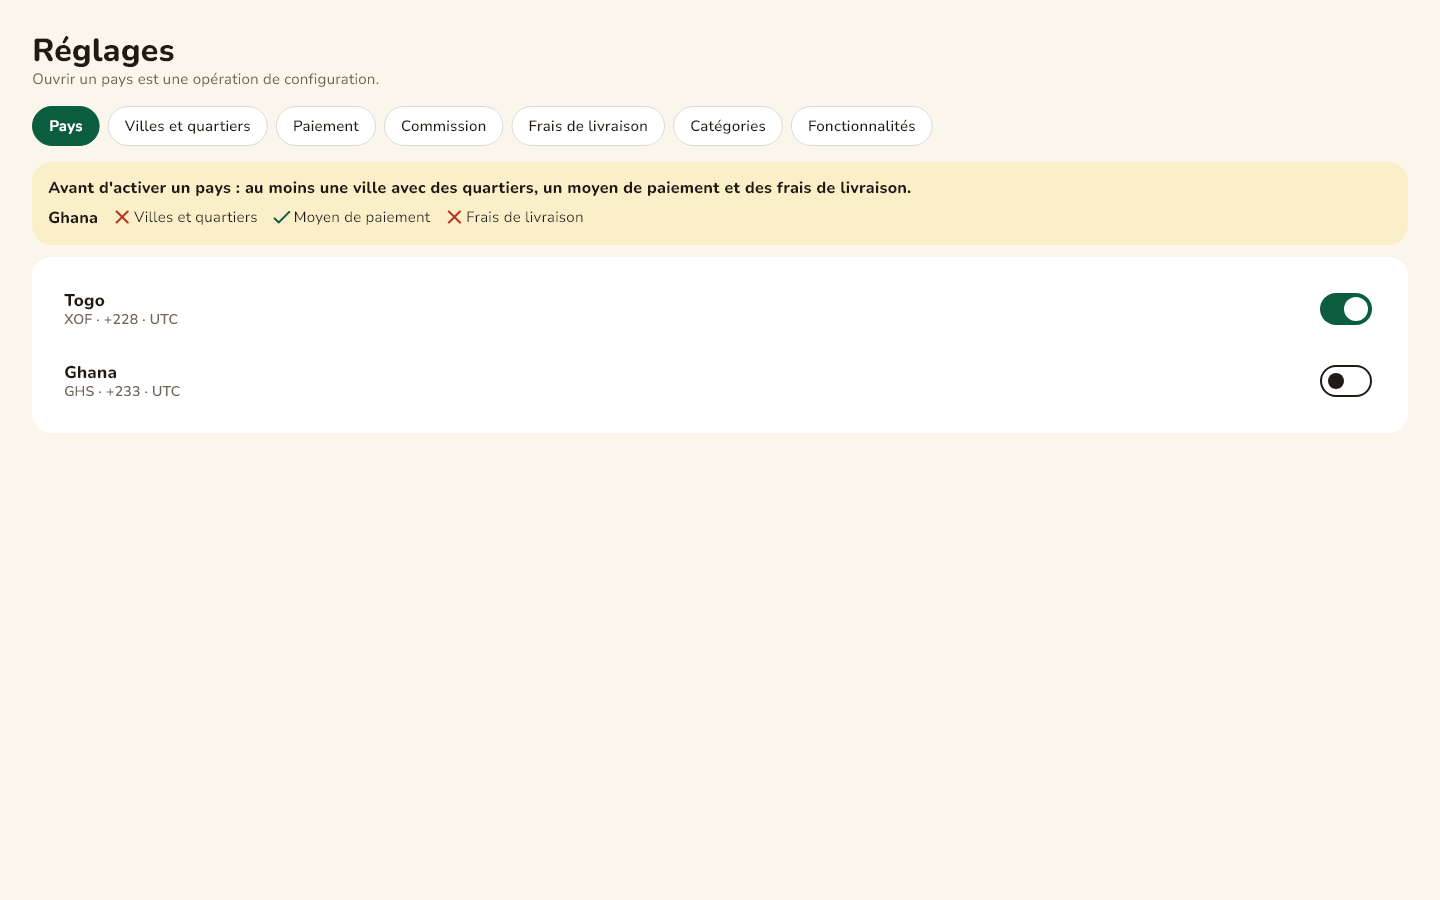 Réglages
Ouvrir un pays est une opération de configuration.
Pays
Villes et quartiers
Paiement
Commission
Frais de livraison
Catégories
Fonctionnalités
Avant d'activer un pays : au moins une ville avec des quartiers, un moyen de paiement et des frais de livraison.
Ghana Villes et quartiers Moyen de paiement Frais de livraison
Togo
XOF · +228 · UTC
Ghana
GHS · +233 · UTC